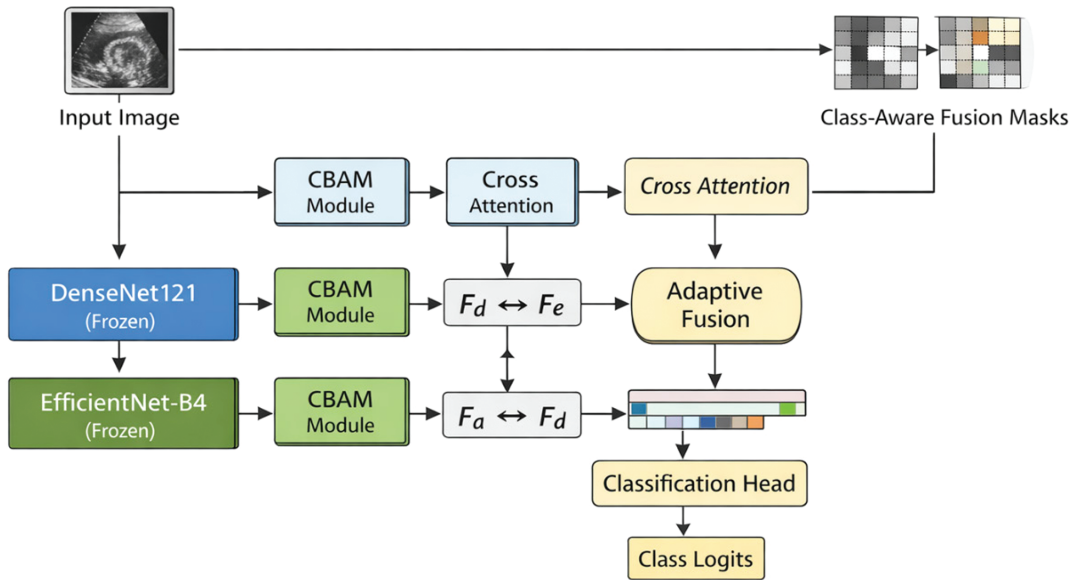 Input Image
Class-Aware Fusion Masks
CBAM
Module
Cross
Attention
Cross Attention
DenseNet121
(Frozen)
CBAM
Module
Fd ↔ Fe
Adaptive
Fusion
EfficientNet-B4
(Frozen)
CBAM
Module
Fa ↔ Fd
Classification Head
Class Logits